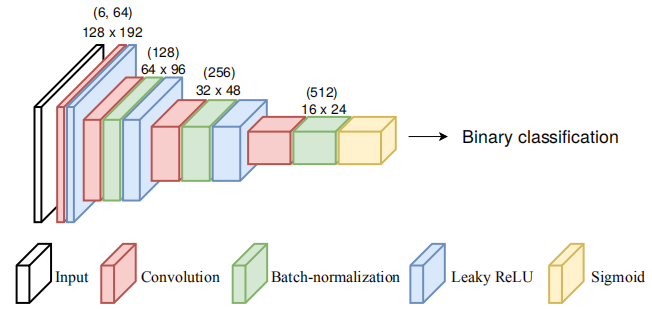 (6, 64)
128 x 192
(128)
64 x 96
(256)
32 x 48
(512)
16 x 24
Binary classification
Input
Convolution
Batch-normalization
Leaky ReLU
Sigmoid